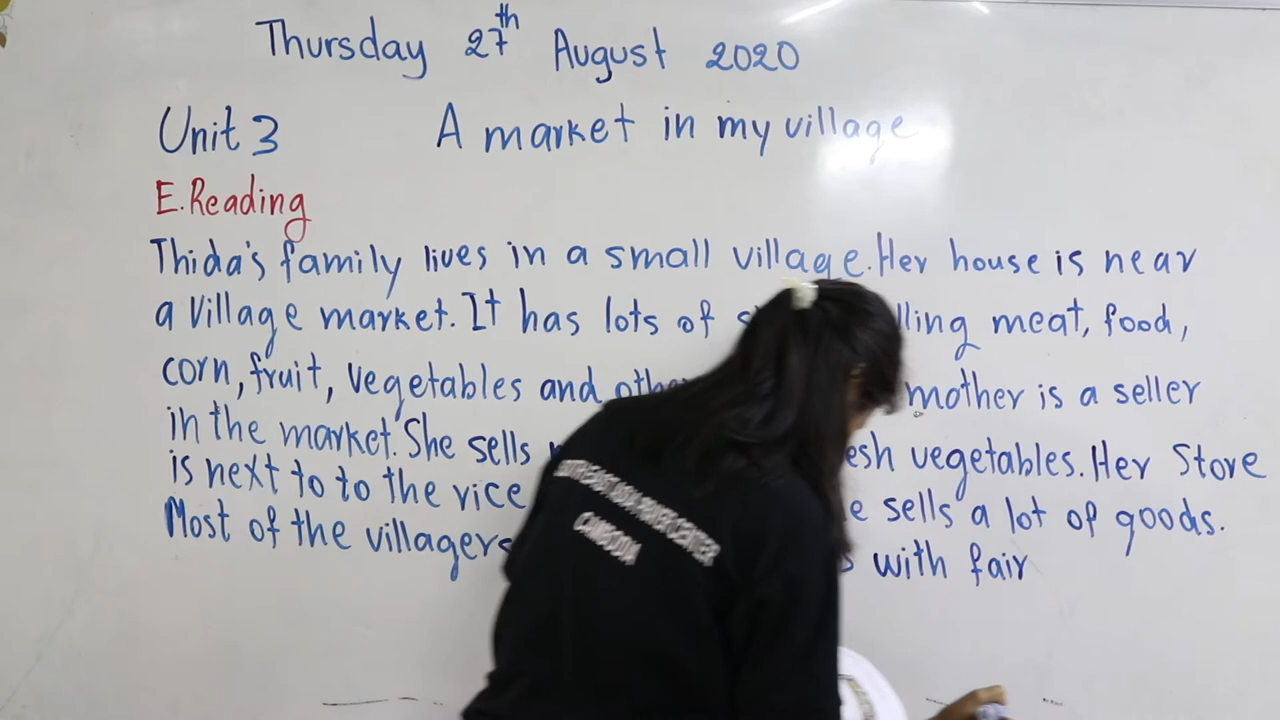 Thursday 27th August 2020
Unit 3 A market in my village
E. Reading
Thida's family lives in a small village. Her house is near
a village market. It has lots of lling meat, food,
corn, fruit, vegetables and othe mother is a seller
in the market. She sells esh vegetables. Her Store
is next to to the rice e sells a lot of goods.
Most of the villagers s with fair
CAMBODIA